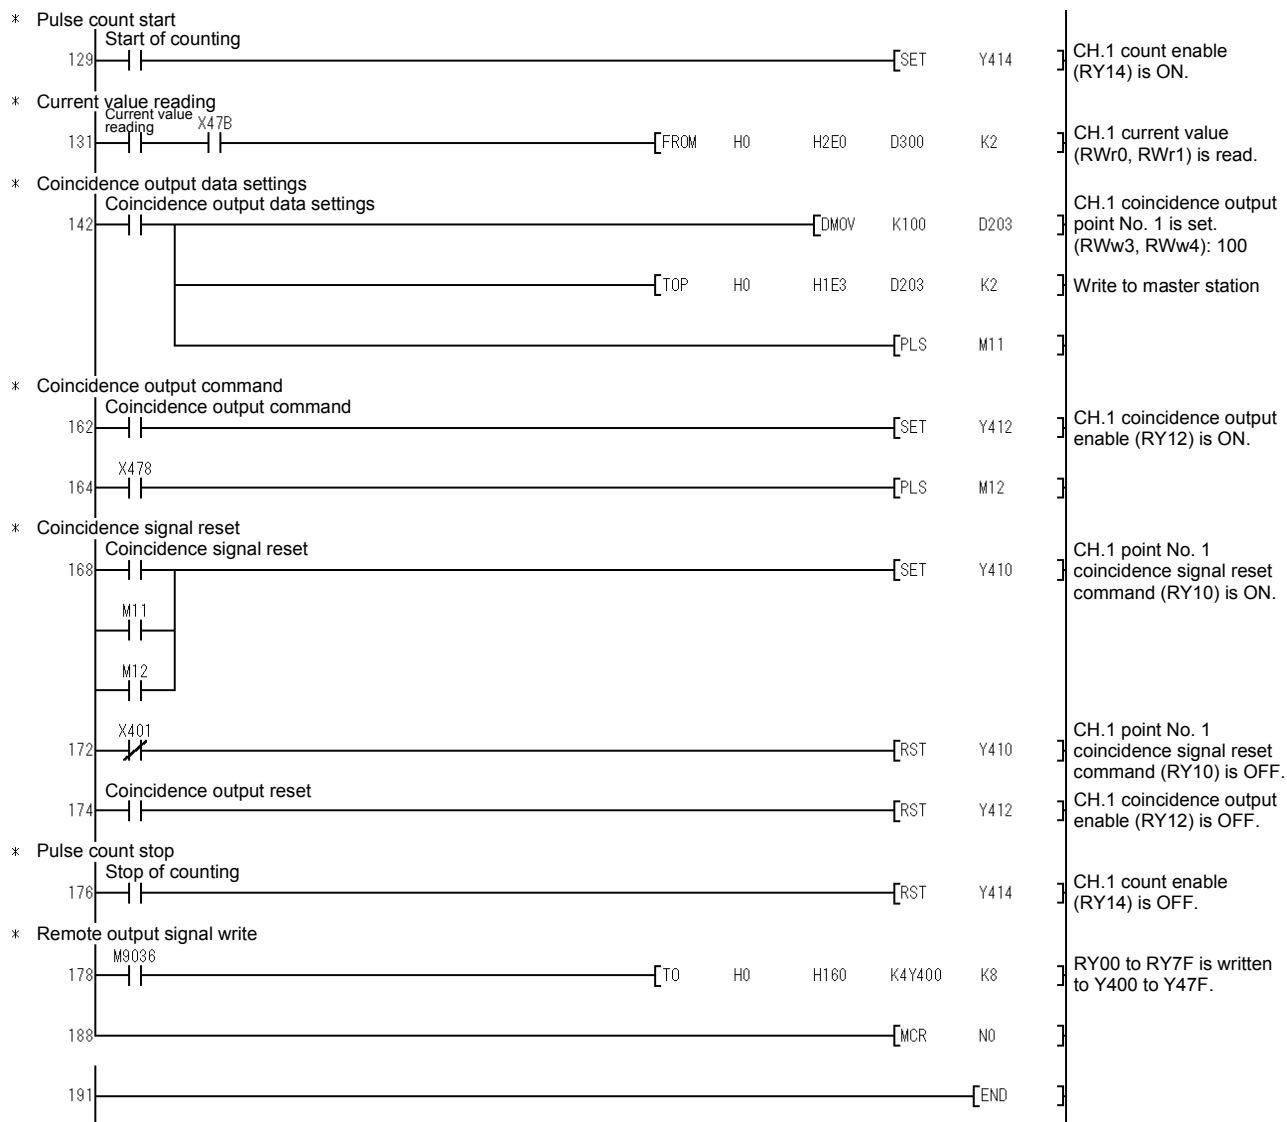 * Pulse count start
Start of counting
129 [SET Y414 ] CH.1 count enable
(RY14) is ON.
* Current value reading
Current value
reading X47B
131 [FROM H0 H2E0 D300 K2 ] CH.1 current value
(RWr0, RWr1) is read.
* Coincidence output data settings
Coincidence output data settings
142 [DMOV K100 D203 ] CH.1 coincidence output
point No. 1 is set.
(RWw3, RWw4): 100
[TOP H0 H1E3 D203 K2 ] Write to master station
[PLS M11 ]
* Coincidence output command
Coincidence output command
162 [SET Y412 ] CH.1 coincidence output
enable (RY12) is ON.
X478
164 [PLS M12 ]
* Coincidence signal reset
Coincidence signal reset
168 [SET Y410 ] CH.1 point No. 1
coincidence signal reset
command (RY10) is ON.
M11
M12
X401
172 [RST Y410 ] CH.1 point No. 1
coincidence signal reset
command (RY10) is OFF.
Coincidence output reset
174 [RST Y412 ] CH.1 coincidence output
enable (RY12) is OFF.
* Pulse count stop
Stop of counting
176 [RST Y414 ] CH.1 count enable
(RY14) is OFF.
* Remote output signal write
M9036
178 [TO H0 H160 K4Y400 K8 ] RY00 to RY7F is written
to Y400 to Y47F.
188 [MCR N0 ]
191 [END ]